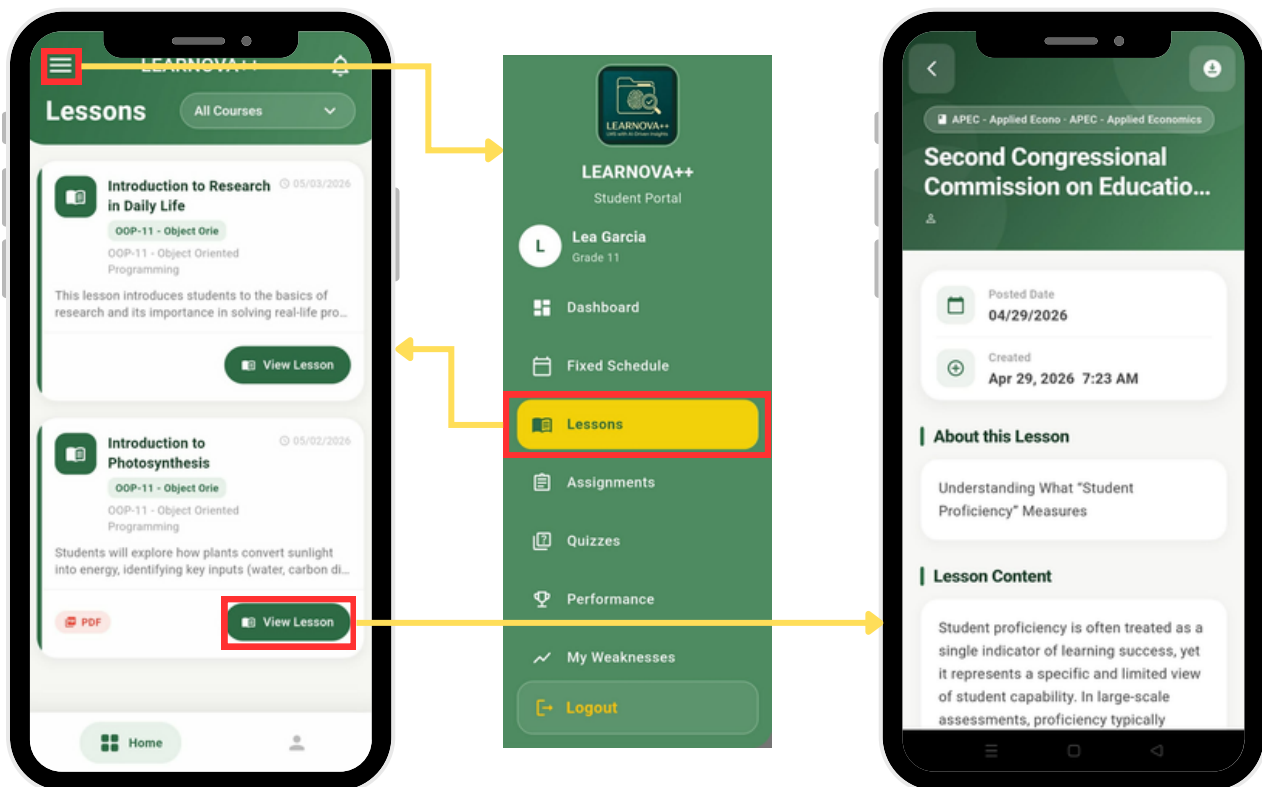 LEARNOVA++
Lessons
All Courses
Introduction to Research
in Daily Life
05/03/2026
OOP-11 - Object Orie
OOP-11 - Object Oriented
Programming
This lesson introduces students to the basics of
research and its importance in solving real-life pro...
View Lesson
Introduction to
Photosynthesis
05/02/2026
OOP-11 - Object Orie
OOP-11 - Object Oriented
Programming
Students will explore how plants convert sunlight
into energy, identifying key inputs (water, carbon di...
PDF
View Lesson
Home
LEARNOVA++
LMS with AI-Driven Insights
LEARNOVA++
Student Portal
L
Lea Garcia
Grade 11
Dashboard
Fixed Schedule
Lessons
Assignments
Quizzes
Performance
My Weaknesses
Logout
APEC - Applied Econo · APEC - Applied Economics
Second Congressional
Commission on Educatio...
Posted Date
04/29/2026
Created
Apr 29, 2026 7:23 AM
About this Lesson
Understanding What “Student
Proficiency” Measures
Lesson Content
Student proficiency is often treated as a
single indicator of learning success, yet
it represents a specific and limited view
of student capability. In large-scale
assessments, proficiency typically